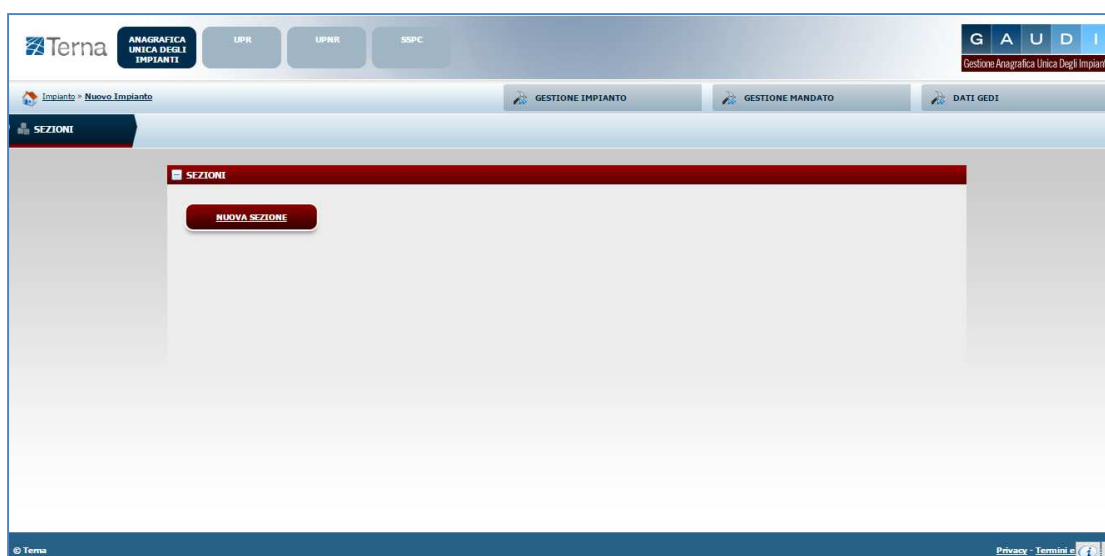 Terna
ANAGRAFICA
UNICA DEGLI
IMPIANTI
UPR
UPNR
SSPC
G A U D I
Gestione Anagrafica Unica Degli Impiant
Impianto » Nuovo Impianto
GESTIONE IMPIANTO
GESTIONE MANDATO
DATI GEDI
SEZIONI
SEZIONI
NUOVA SEZIONE
© Terna
Privacy - Termini e